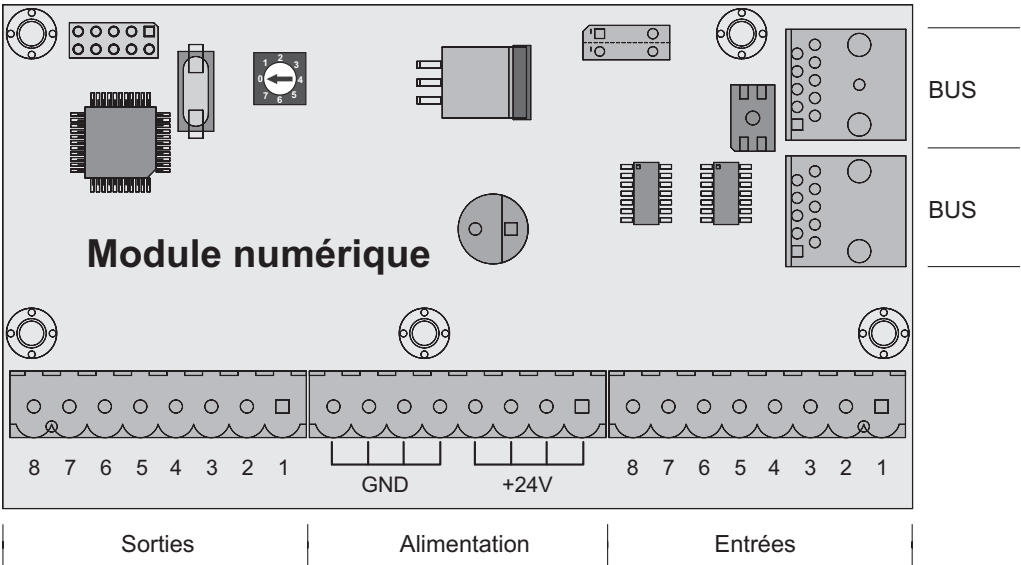 1 2 3
0 4
7 6 5
BUS
BUS
Module numérique
8 7 6 5 4 3 2 1
8 7 6 5 4 3 2 1
GND +24V
Sorties Alimentation Entrées